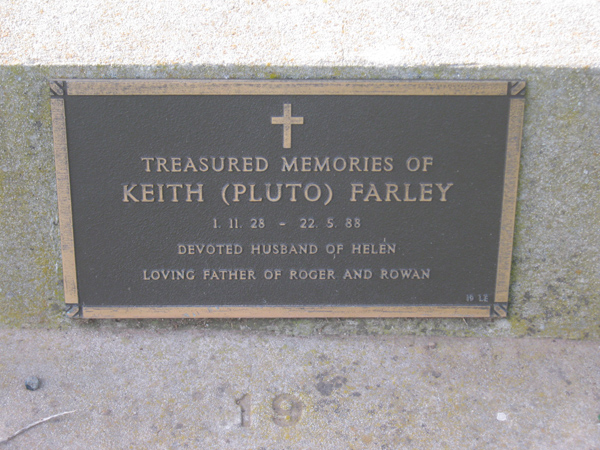 TREASURED MEMORIES OF
KEITH (PLUTO) FARLEY
1. 11. 28 - 22. 5. 88
DEVOTED HUSBAND OF HELEN
LOVING FATHER OF ROGER AND ROWAN
19 LE
19